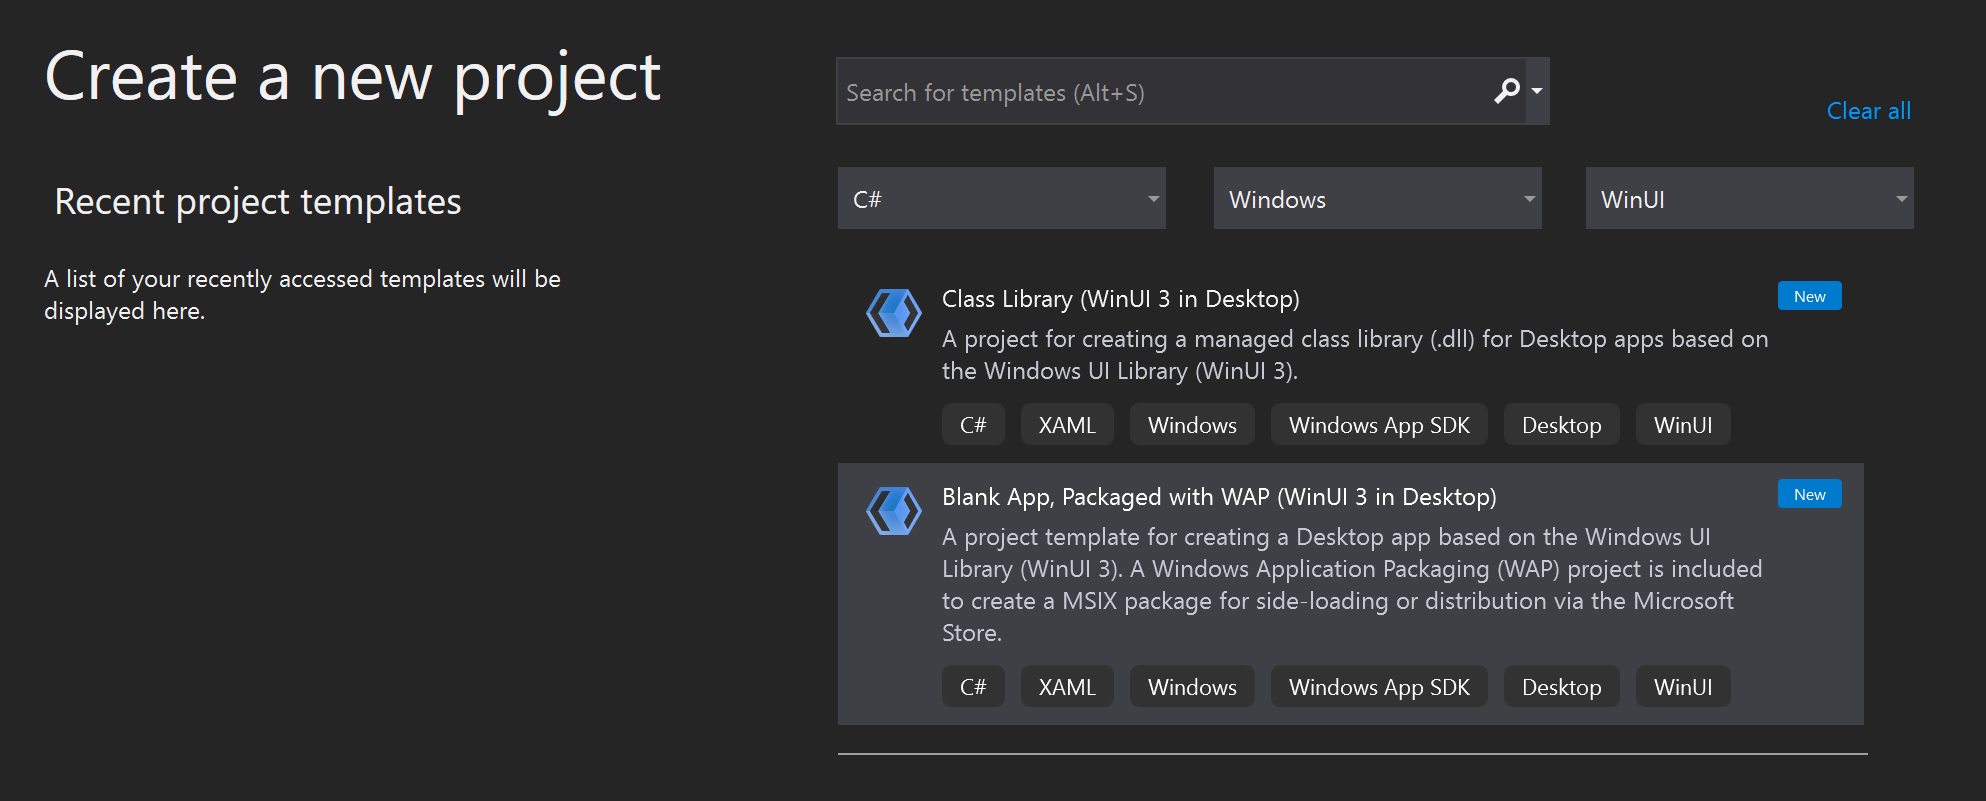 Create a new project
Search for templates (Alt+S)
Clear all
Recent project templates
A list of your recently accessed templates will be
displayed here.
C#
Windows
WinUI
Class Library (WinUI 3 in Desktop)
New
A project for creating a managed class library (.dll) for Desktop apps based on
the Windows UI Library (WinUI 3).
C# XAML Windows Windows App SDK Desktop WinUI
Blank App, Packaged with WAP (WinUI 3 in Desktop)
New
A project template for creating a Desktop app based on the Windows UI
Library (WinUI 3). A Windows Application Packaging (WAP) project is included
to create a MSIX package for side-loading or distribution via the Microsoft
Store.
C# XAML Windows Windows App SDK Desktop WinUI